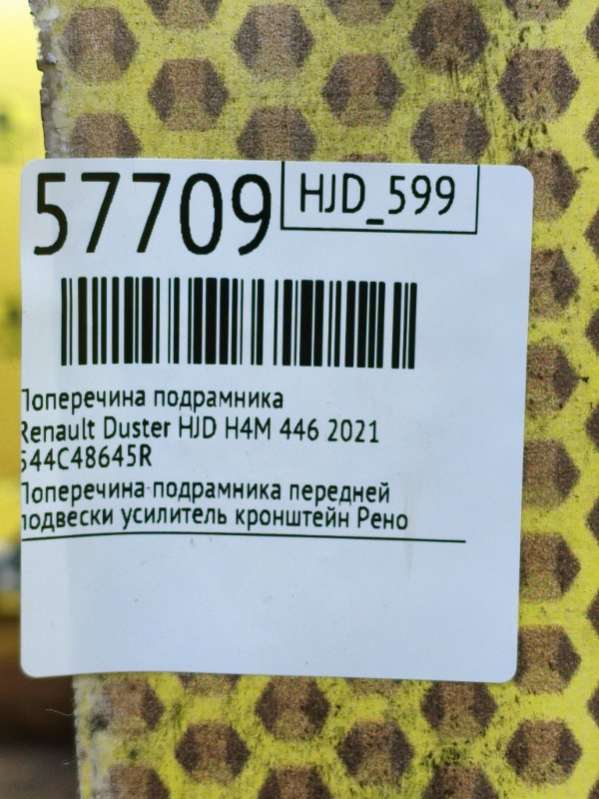 57709
HJD_599
Поперечина подрамника
Renault Duster HJD H4M 446 2021
544C48645R
Поперечина подрамника передней
подвески усилитель кронштейн Рено